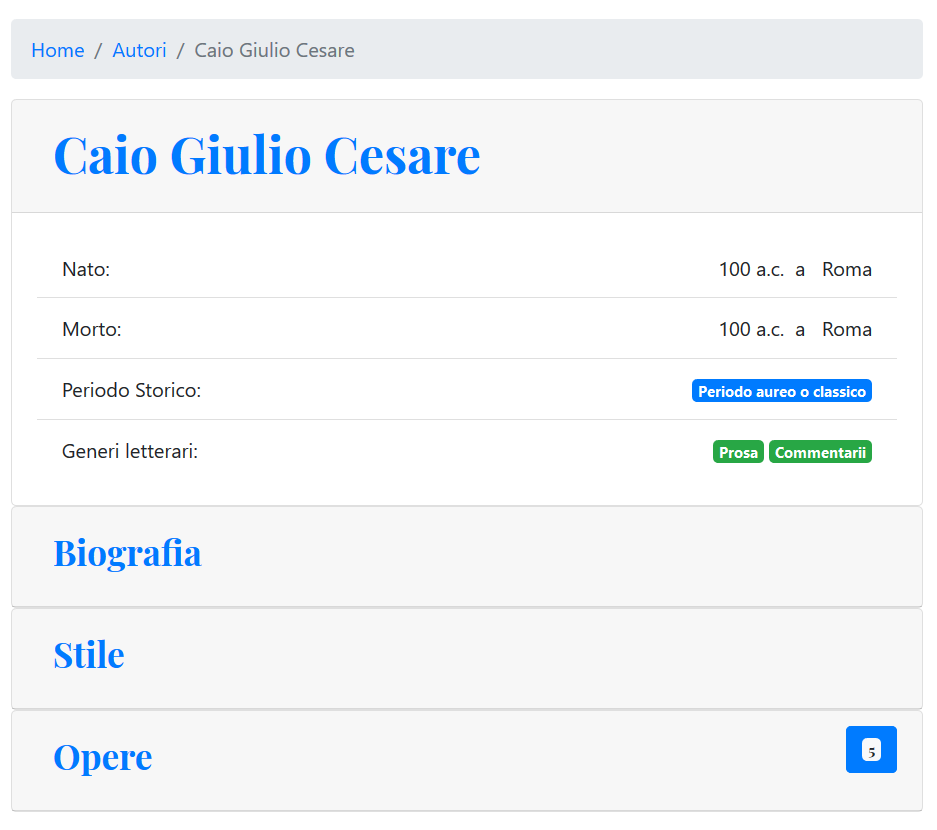 Home / Autori / Caio Giulio Cesare
Caio Giulio Cesare
Nato: 100 a.c. a Roma
Morto: 100 a.c. a Roma
Periodo Storico: Periodo aureo o classico
Generi letterari: Prosa Commentarii
Biografia
Stile
Opere 5